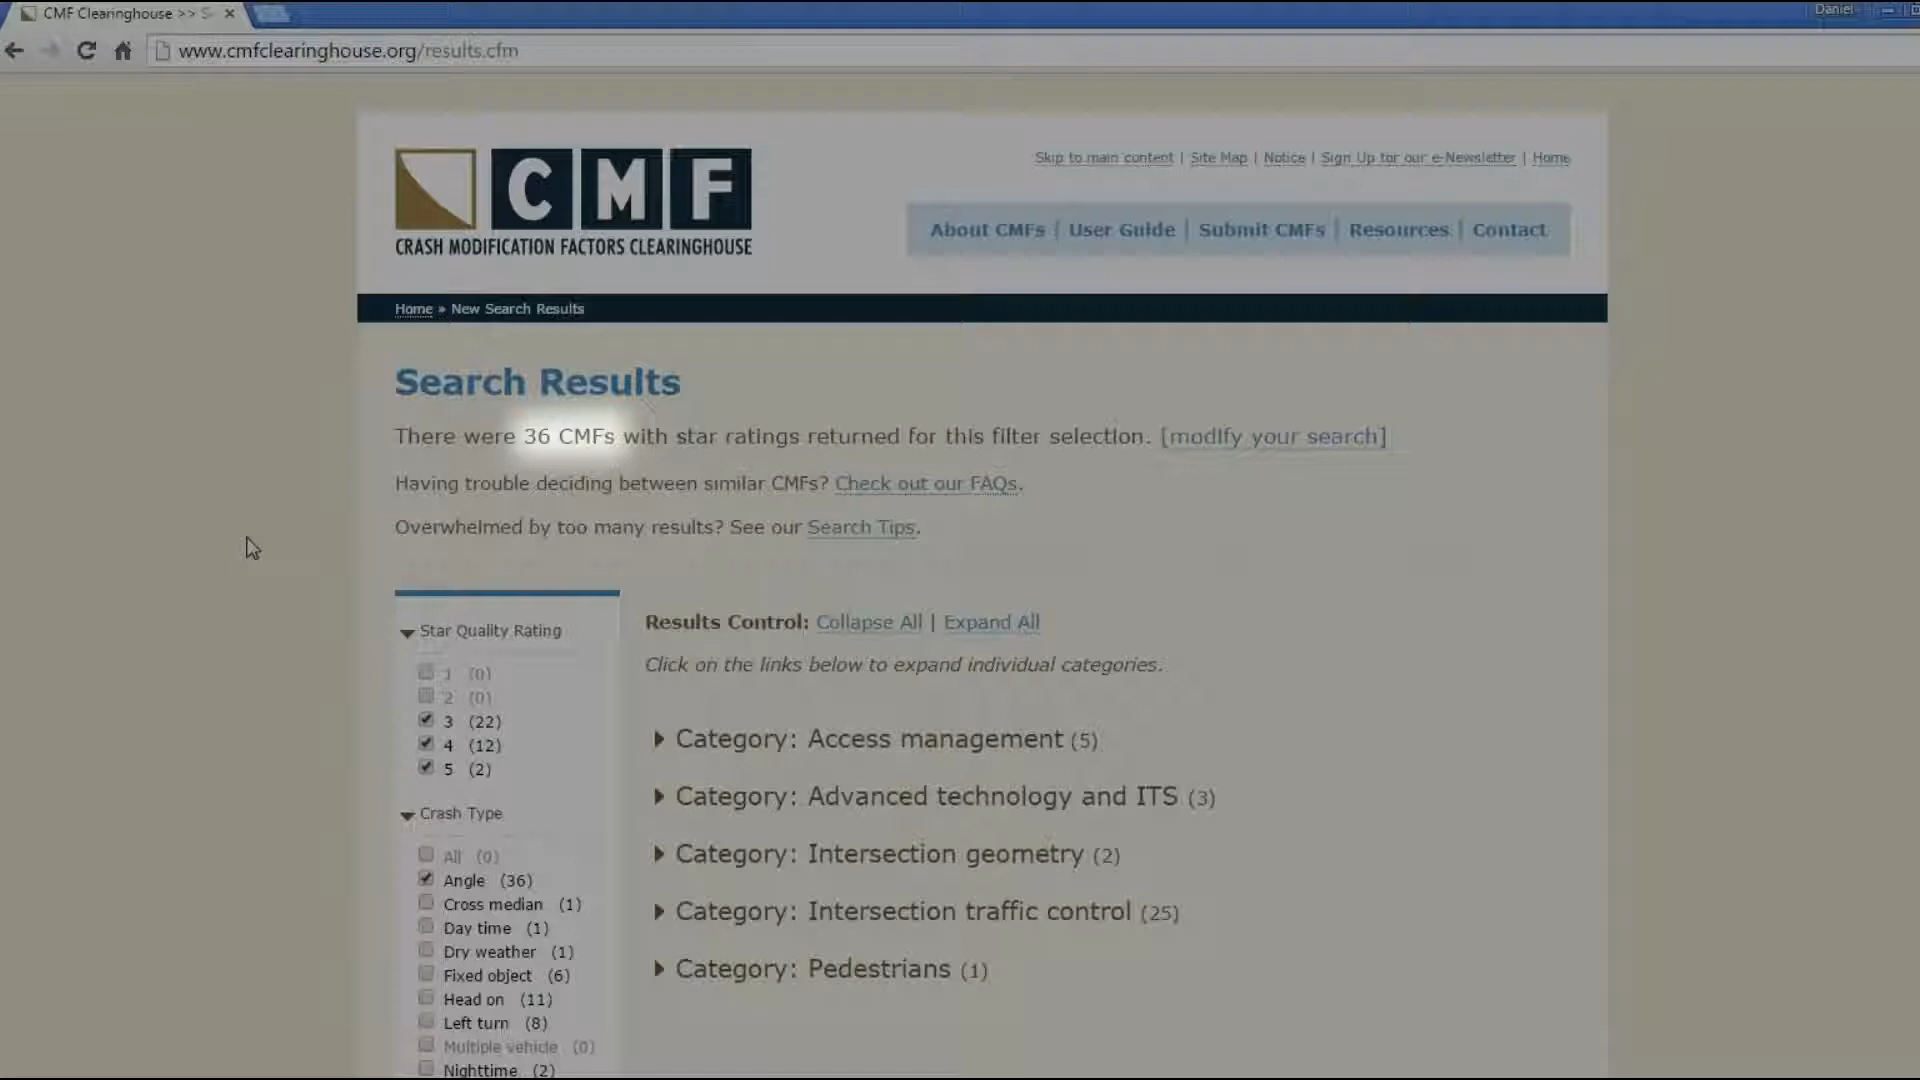 CMF Clearinghouse >> S
Daniel
www.cmfclearinghouse.org/results.cfm
CMF
CRASH MODIFICATION FACTORS CLEARINGHOUSE
Skip to main content | Site Map | Notice | Sign Up for our e-Newsletter | Home
About CMFs | User Guide | Submit CMFs | Resources | Contact
Home » New Search Results
Search Results
There were 36 CMFs with star ratings returned for this filter selection. [modify your search]
Having trouble deciding between similar CMFs? Check out our FAQs.
Overwhelmed by too many results? See our Search Tips.
Star Quality Rating
1 (0)
2 (0)
3 (22)
4 (12)
5 (2)
Crash Type
All (0)
Angle (36)
Cross median (1)
Day time (1)
Dry weather (1)
Fixed object (6)
Head on (11)
Left turn (8)
Multiple vehicle (0)
Nighttime (2)
Results Control: Collapse All | Expand All
Click on the links below to expand individual categories.
Category: Access management (5)
Category: Advanced technology and ITS (3)
Category: Intersection geometry (2)
Category: Intersection traffic control (25)
Category: Pedestrians (1)